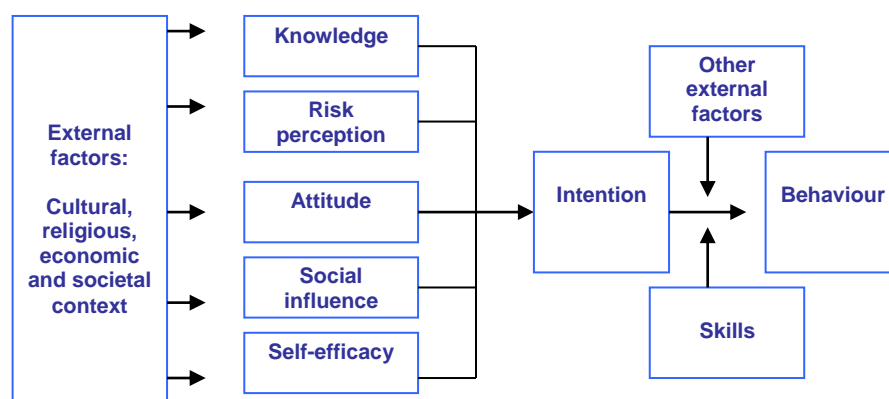 External
factors:
Cultural,
religious,
economic
and societal
context
Knowledge
Risk
perception
Attitude
Social
influence
Self-efficacy
Intention
Other
external
factors
Skills
Behaviour